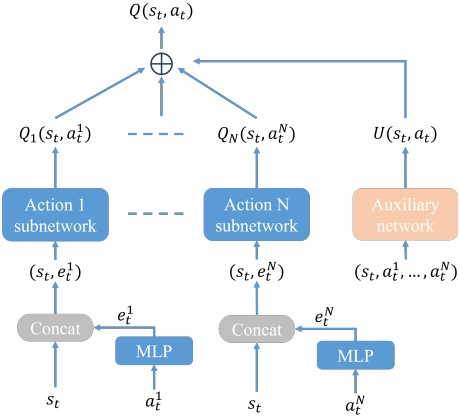 Q(s_t, a_t)
Q_1(s_t, a_t^1)
Q_N(s_t, a_t^N)
U(s_t, a_t)
Action 1
subnetwork
Action N
subnetwork
Auxiliary
network
(s_t, e_t^1)
(s_t, e_t^N)
(s_t, a_t^1, ..., a_t^N)
Concat
e_t^1
MLP
Concat
e_t^N
MLP
s_t
a_t^1
s_t
a_t^N